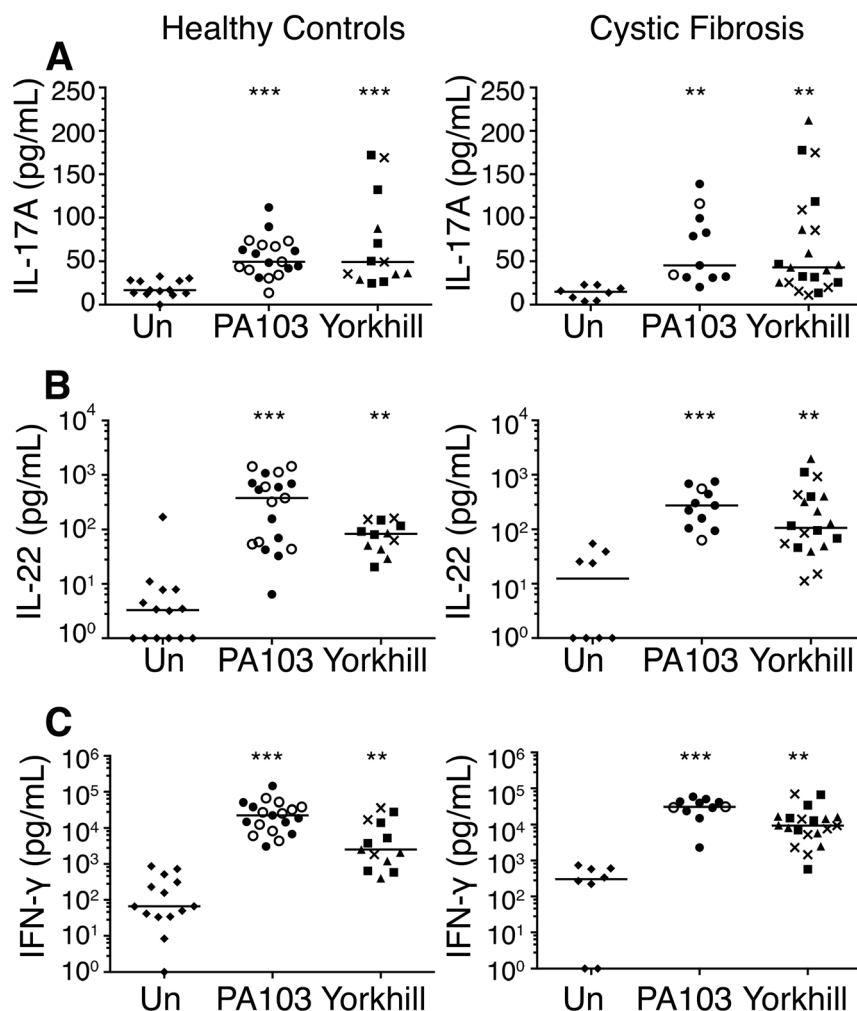 Healthy Controls Cystic Fibrosis
A
IL-17A (pg/mL)
250
200
150
100
50
0
*** ***
Un PA103 Yorkhill
IL-17A (pg/mL)
250
200
150
100
50
0
** **
Un PA103 Yorkhill
B
IL-22 (pg/mL)
10⁴
10³
10²
10¹
10⁰
*** **
Un PA103 Yorkhill
IL-22 (pg/mL)
10⁴
10³
10²
10¹
10⁰
*** **
Un PA103 Yorkhill
C
IFN-γ (pg/mL)
10⁶
10⁵
10⁴
10³
10²
10¹
10⁰
*** **
Un PA103 Yorkhill
IFN-γ (pg/mL)
10⁶
10⁵
10⁴
10³
10²
10¹
10⁰
*** **
Un PA103 Yorkhill